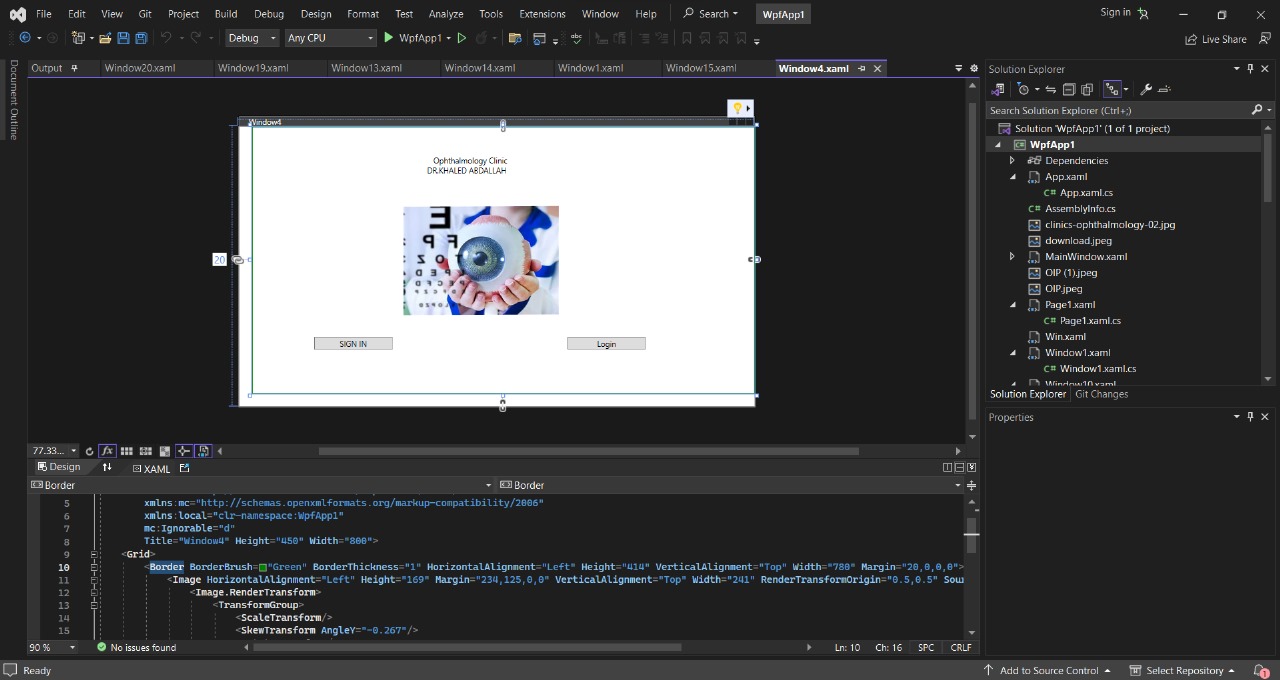 File Edit View Git Project Build Debug Design Format Test Analyze Tools Extensions Window Help Search WpfApp1 Sign in
Debug Any CPU WpfApp1 Live Share
Document Outline
Output Window20.xaml Window19.xaml Window13.xaml Window14.xaml Window1.xaml Window15.xaml Window4.xaml
Window4
Ophthalmology Clinic
DR.KHALED ABDALLAH
20
SIGN IN Login
77.33...
Design XAML
Border Border
5 xmlns:mc="http://schemas.openxmlformats.org/markup-compatibility/2006"
6 xmlns:local="clr-namespace:WpfApp1"
7 mc:Ignorable="d"
8 Title="Window4" Height="450" Width="800">
9 <Grid>
10 <Border BorderBrush="Green" BorderThickness="1" HorizontalAlignment="Left" Height="414" VerticalAlignment="Top" Width="780" Margin="20,0,0,0">
11 <Image HorizontalAlignment="Left" Height="169" Margin="234,125,0,0" VerticalAlignment="Top" Width="241" RenderTransformOrigin="0.5,0.5" Sou
12 <Image.RenderTransform>
13 <TransformGroup>
14 <ScaleTransform/>
15 <SkewTransform AngleY="-0.267"/>
90 % No issues found Ln: 10 Ch: 16 SPC CRLF
Solution Explorer
Search Solution Explorer (Ctrl+;)
Solution 'WpfApp1' (1 of 1 project)
WpfApp1
Dependencies
App.xaml
App.xaml.cs
AssemblyInfo.cs
clinics-ophthalmology-02.jpg
download.jpeg
MainWindow.xaml
OIP (1).jpeg
OIP.jpeg
Page1.xaml
Page1.xaml.cs
Win.xaml
Window1.xaml
Window1.xaml.cs
Window10.xaml
Solution Explorer Git Changes
Properties
Ready Add to Source Control Select Repository 1